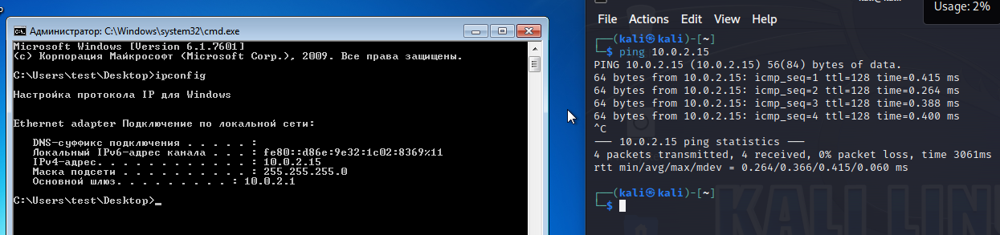 Администратор: C:\Windows\system32\cmd.exe
Microsoft Windows [Version 6.1.7601]
(c) Корпорация Майкрософт (Microsoft Corp.), 2009. Все права защищены.
C:\Users\test\Desktop>ipconfig
Настройка протокола IP для Windows
Ethernet adapter Подключение по локальной сети:
DNS-суффикс подключения . . . . . :
Локальный IPv6-адрес канала . . . : fe80::d86e:9e32:1c02:8369%11
IPv4-адрес. . . . . . . . . . . . : 10.0.2.15
Маска подсети . . . . . . . . . . : 255.255.255.0
Основной шлюз. . . . . . . . . : 10.0.2.1
C:\Users\test\Desktop>_
Usage: 2%
File Actions Edit View Help
┌──(kali㉿kali)-[~]
└─$ ping 10.0.2.15
PING 10.0.2.15 (10.0.2.15) 56(84) bytes of data.
64 bytes from 10.0.2.15: icmp_seq=1 ttl=128 time=0.415 ms
64 bytes from 10.0.2.15: icmp_seq=2 ttl=128 time=0.264 ms
64 bytes from 10.0.2.15: icmp_seq=3 ttl=128 time=0.388 ms
64 bytes from 10.0.2.15: icmp_seq=4 ttl=128 time=0.400 ms
^C
--- 10.0.2.15 ping statistics ---
4 packets transmitted, 4 received, 0% packet loss, time 3061ms
rtt min/avg/max/mdev = 0.264/0.366/0.415/0.060 ms
┌──(kali㉿kali)-[~]
└─$
KALI LIN